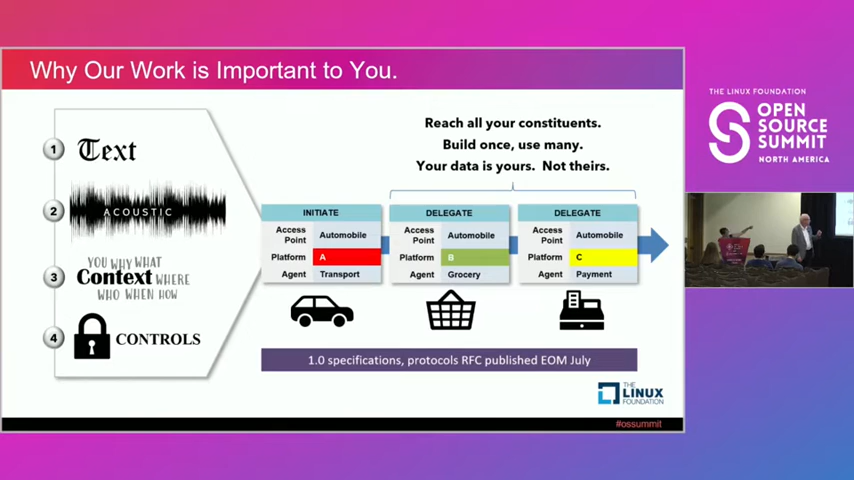 Why Our Work is Important to You.
1 Text
2 ACOUSTIC
3 YOU WHY WHAT
Context WHERE
WHO WHEN HOW
4 CONTROLS
Reach all your constituents.
Build once, use many.
Your data is yours. Not theirs.
INITIATE
Access Point Automobile
Platform A
Agent Transport
DELEGATE
Access Point Automobile
Platform B
Agent Grocery
DELEGATE
Access Point Automobile
Platform C
Agent Payment
1.0 specifications, protocols RFC published EOM July
THE
LINUX
FOUNDATION
#ossummit
THE LINUX FOUNDATION
OPEN
SOURCE
SUMMIT
NORTH AMERICA